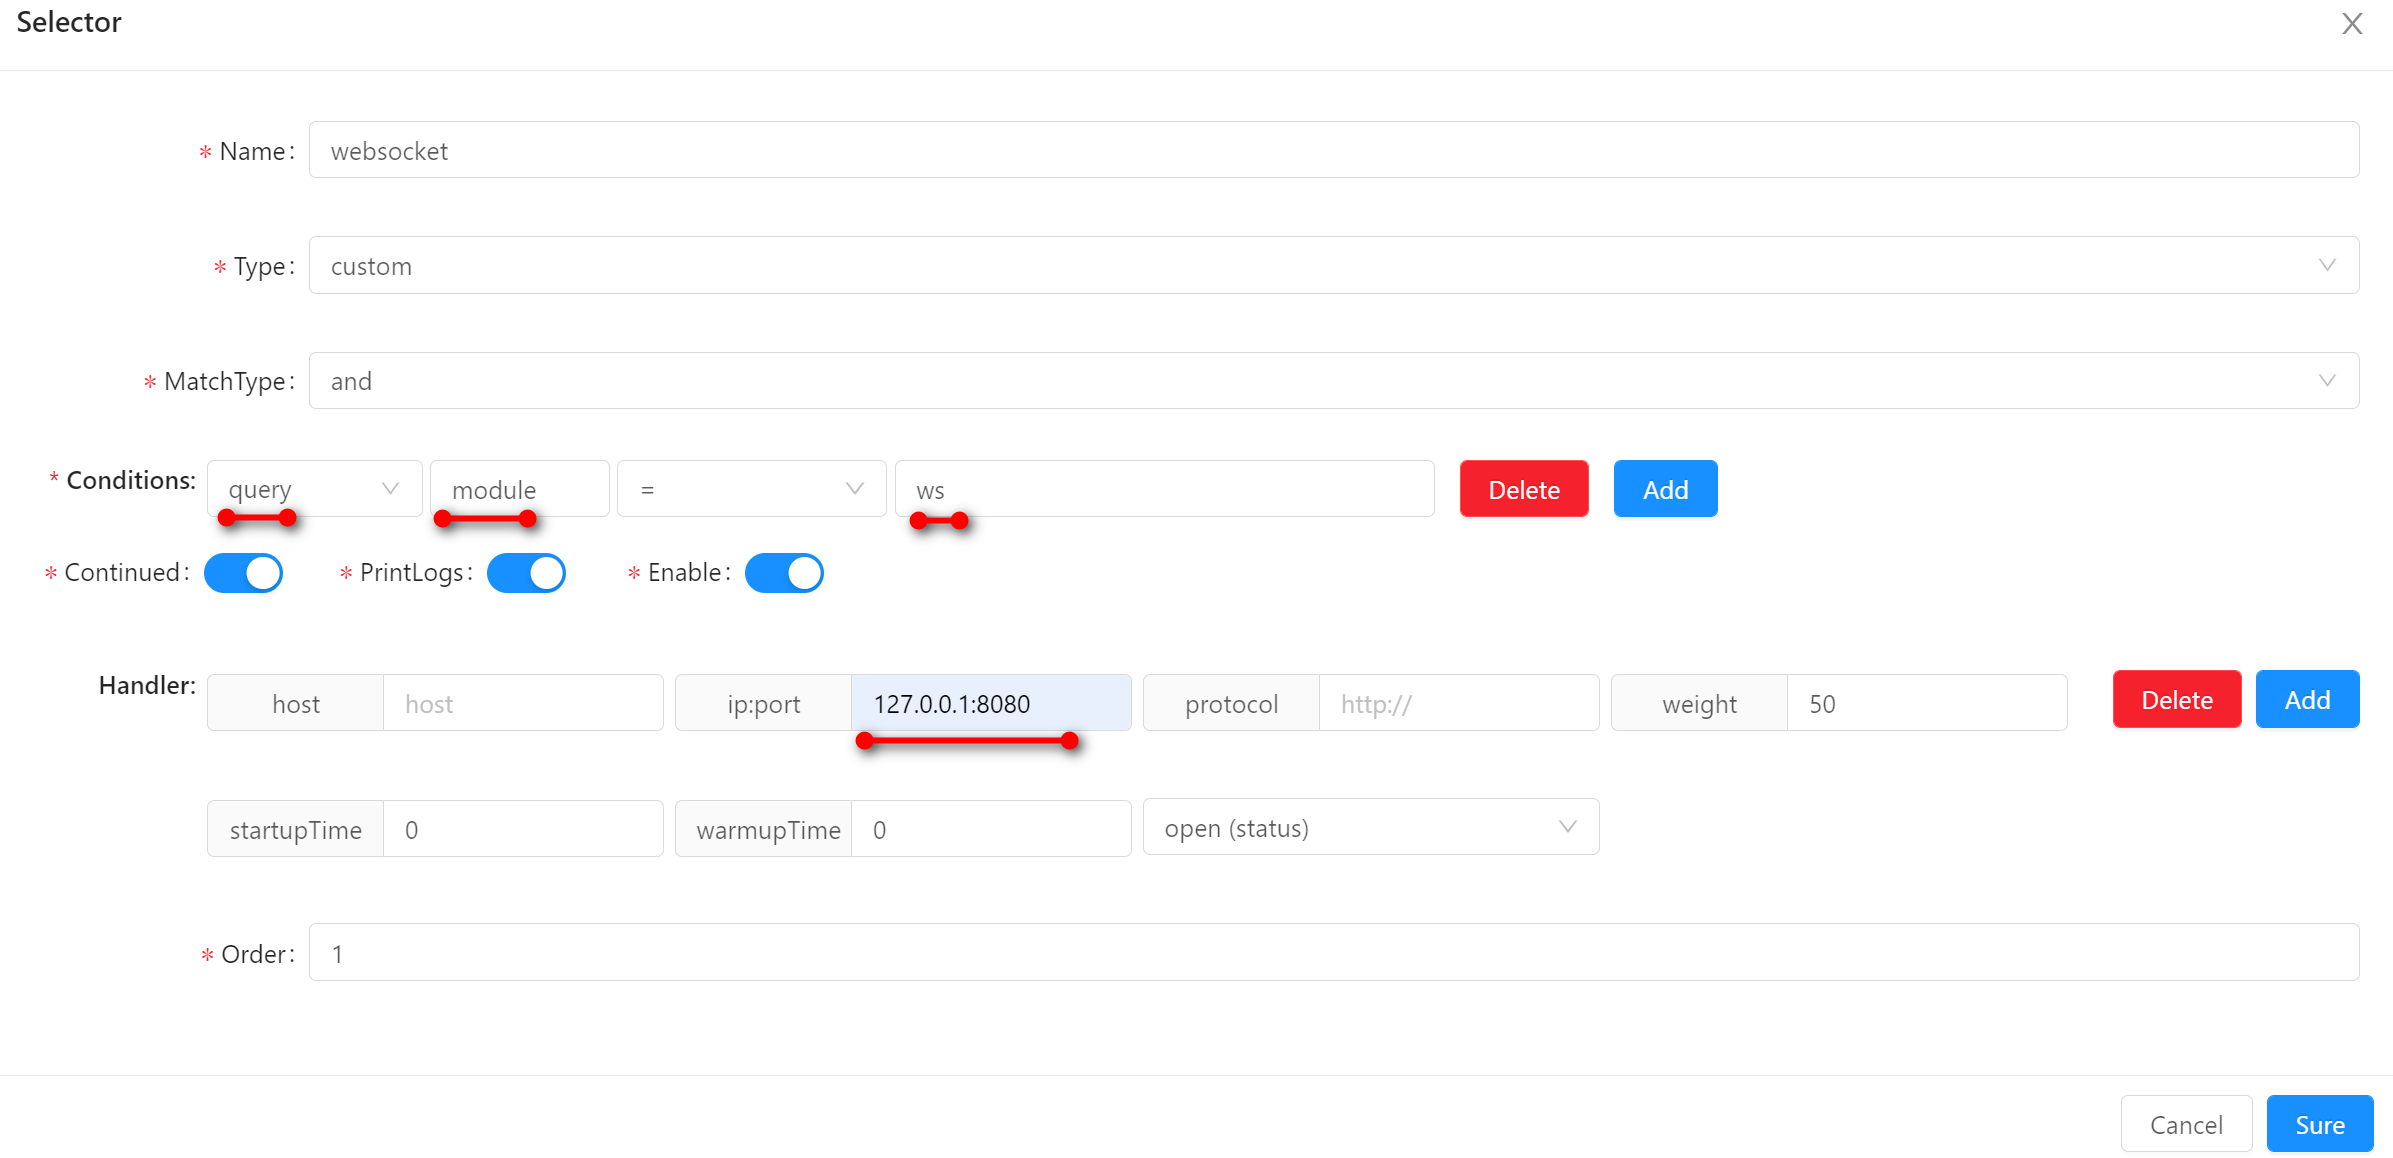 Selector X
* Name: websocket
* Type: custom
* MatchType: and
* Conditions: query module = ws Delete Add
* Continued: * PrintLogs: * Enable:
Handler: host host ip:port 127.0.0.1:8080 protocol http:// weight 50 Delete Add
startupTime 0 warmupTime 0 open (status)
* Order: 1
Cancel Sure